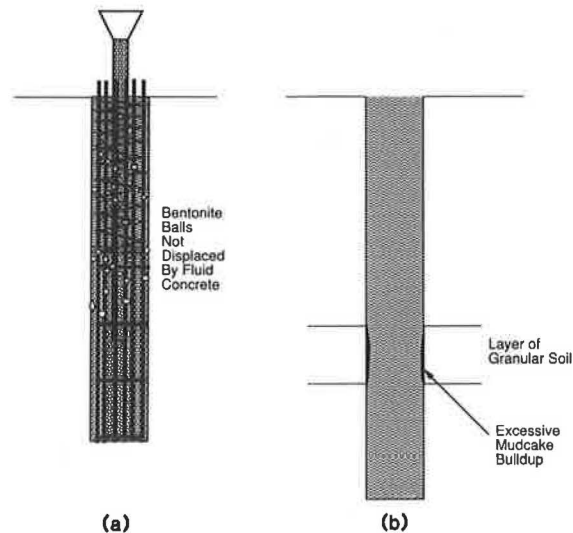 Bentonite
Balls
Not
Displaced
By Fluid
Concrete
Layer of
Granular Soil
Excessive
Mudcake
Buildup
(a)
(b)